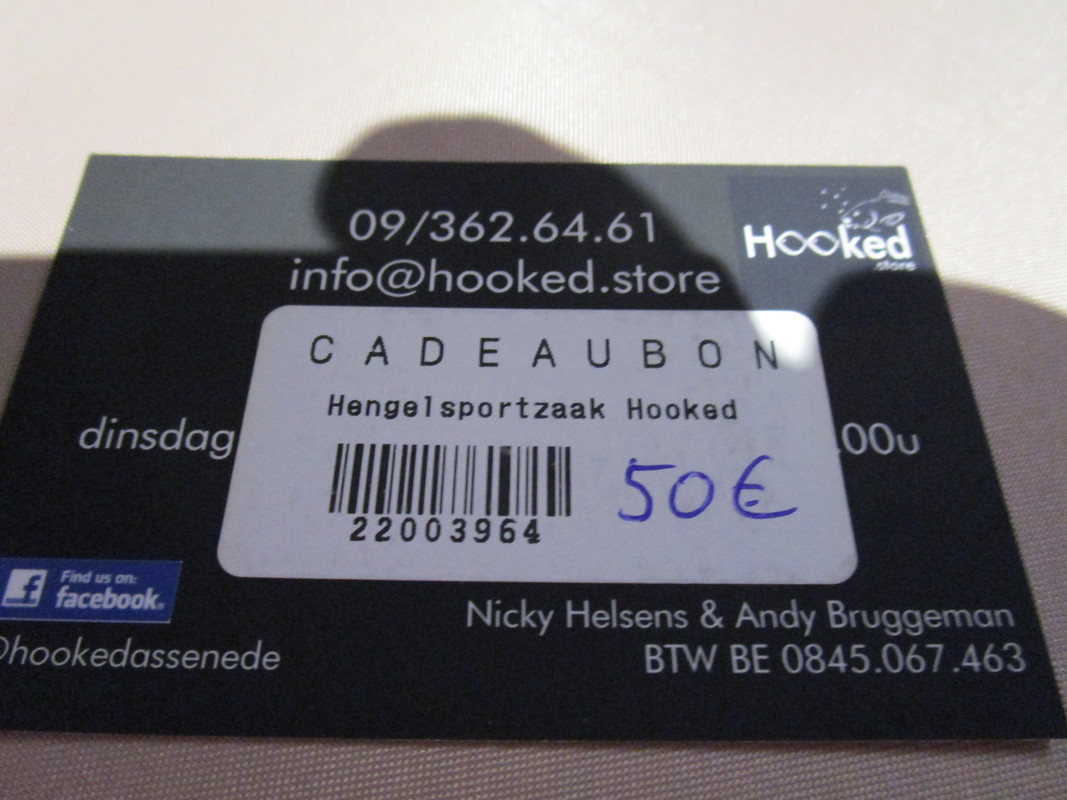 09/362.64.61
info@hooked.store
Hooked
.store
CADEAUBON
Hengelsportzaak Hooked
dinsdag
.00u
22003964
50€
Find us on:
facebook.
@hookedassenede
Nicky Helsens & Andy Bruggeman
BTW BE 0845.067.463